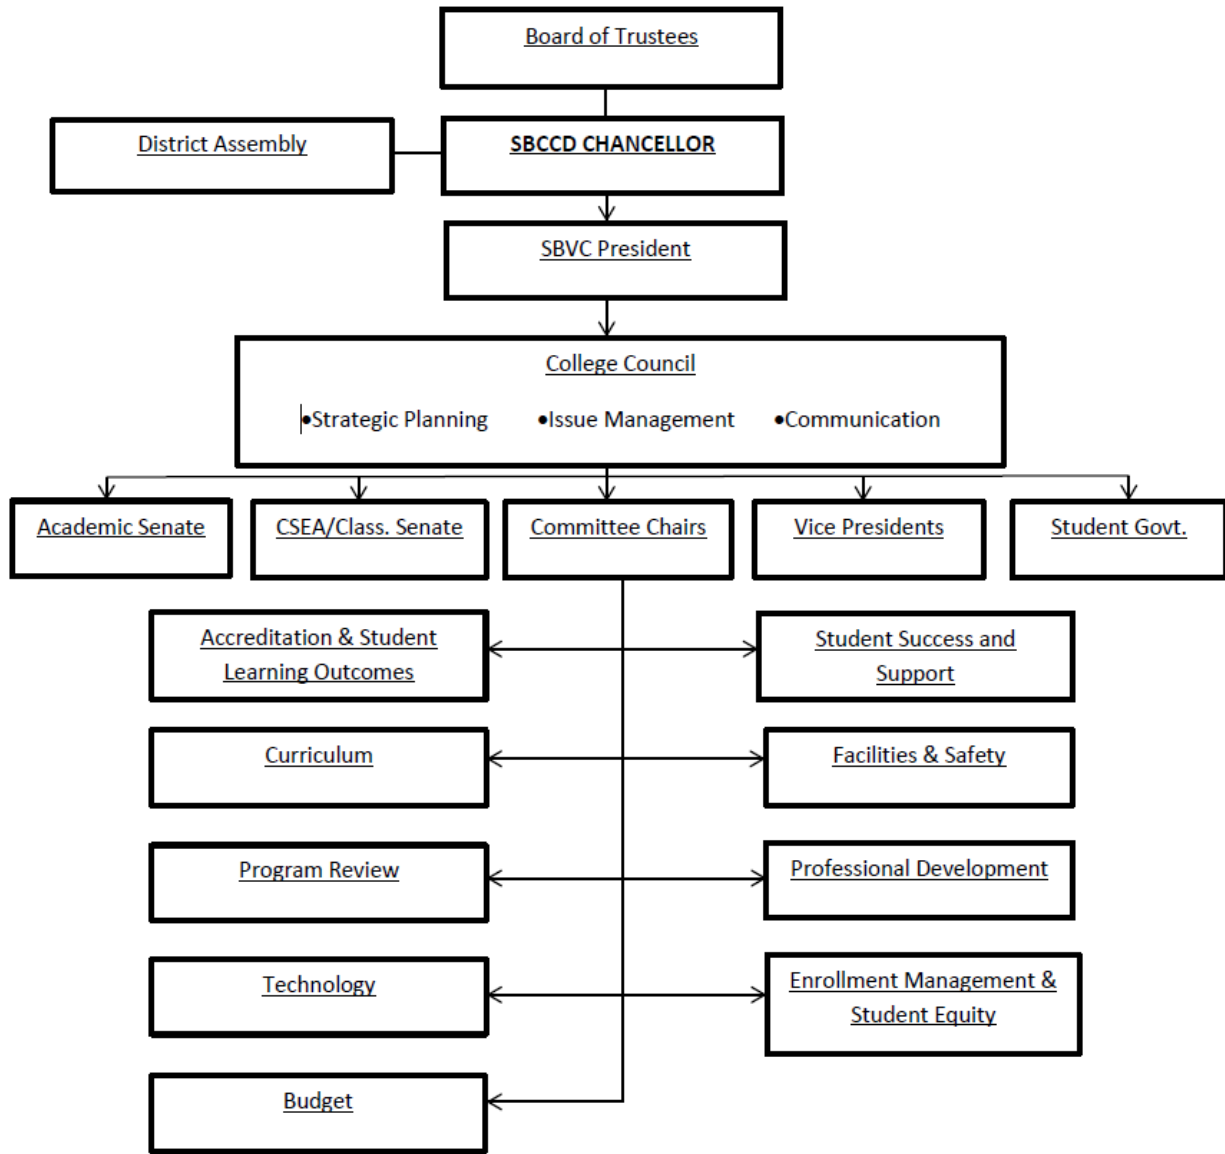 Board of Trustees
District Assembly
SBCCD CHANCELLOR
SBVC President
College Council
•Strategic Planning •Issue Management •Communication
Academic Senate
CSEA/Class. Senate
Committee Chairs
Vice Presidents
Student Govt.
Accreditation & Student
Learning Outcomes
Student Success and
Support
Curriculum
Facilities & Safety
Program Review
Professional Development
Technology
Enrollment Management &
Student Equity
Budget